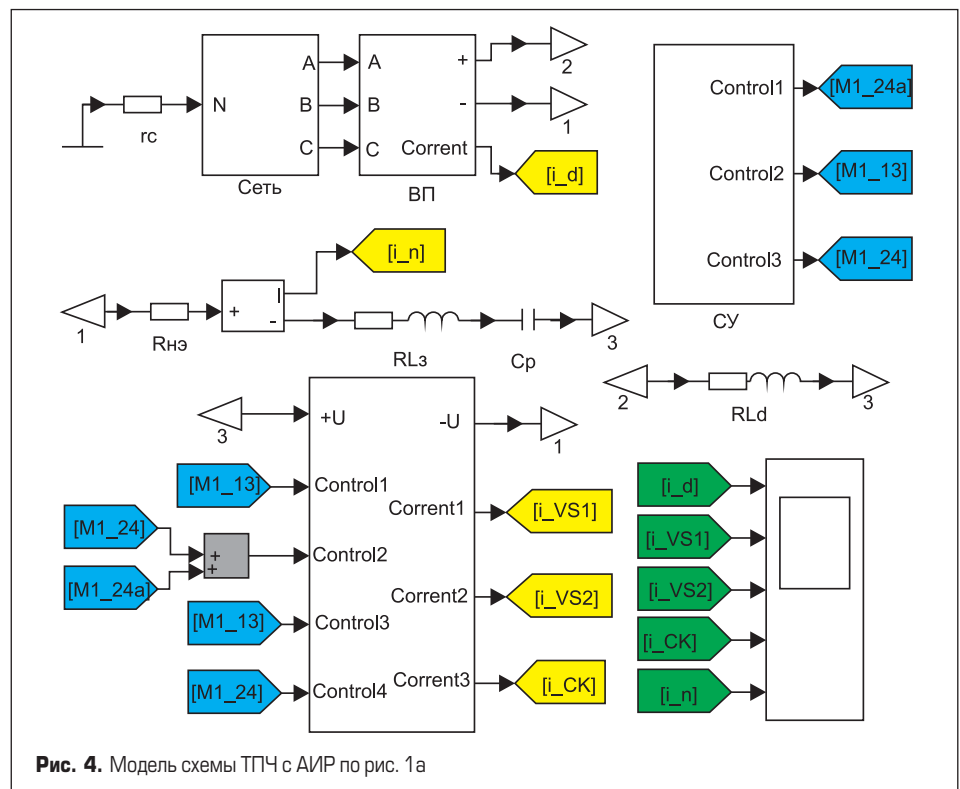 A
A
+
2
N
B
B
-
1
rc
C
C
Corrent
Сеть
ВП
[i_d]
Control1
[M1_24a]
Control2
[M1_13]
Control3
[M1_24]
СУ
[i_n]
1
Rнэ
+
I
-
RLз
Ср
3
2
RLd
3
3
+U
-U
1
[M1_13]
Control1
Corrent1
[i_VS1]
[M1_24]
+
+
Control2
[M1_24a]
Corrent2
[i_VS2]
[M1_13]
Control3
[M1_24]
Control4
Corrent3
[i_CK]
[i_d]
[i_VS1]
[i_VS2]
[i_CK]
[i_n]
Рис. 4. Модель схемы ТПЧ с АИР по рис. 1а